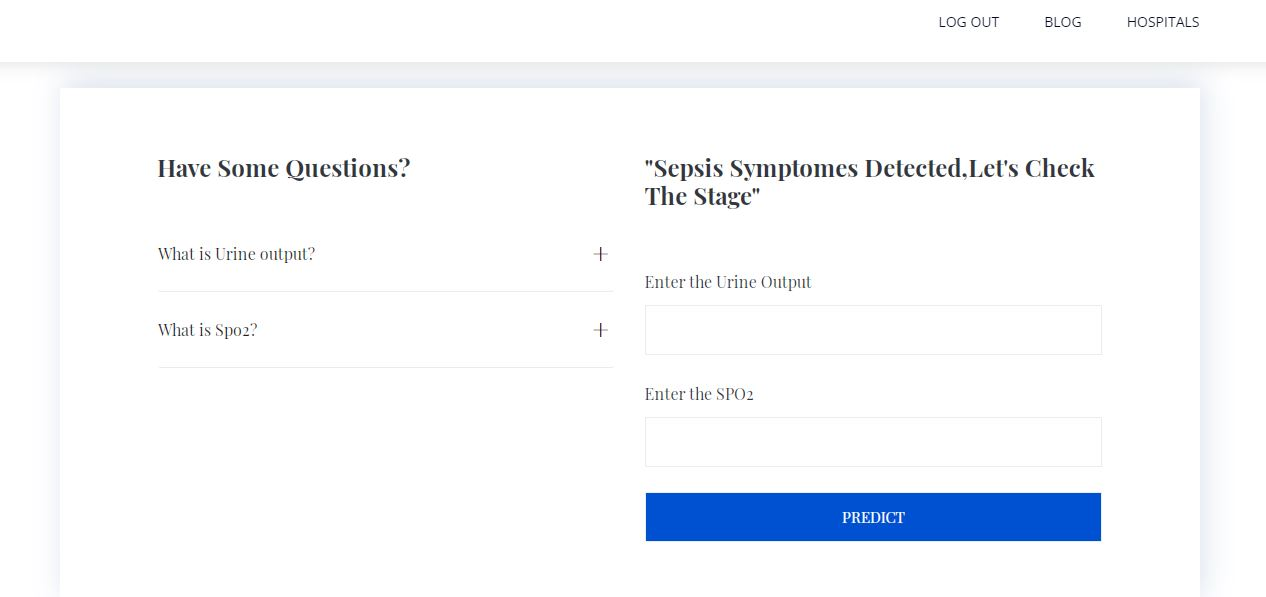 LOG OUT BLOG HOSPITALS
Have Some Questions?
What is Urine output?
What is Spo2?
"Sepsis Symptomes Detected,Let's Check
The Stage"
Enter the Urine Output
Enter the SPO2
PREDICT